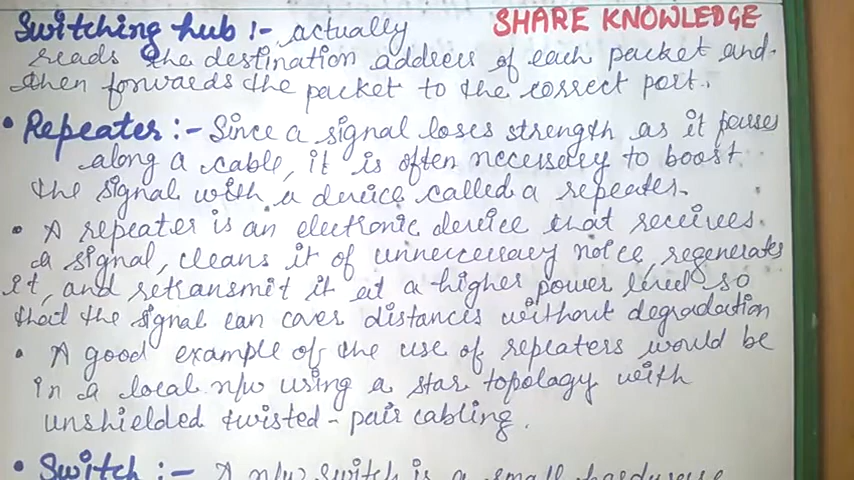 Switching hub :- actually SHARE KNOWLEDGE
reads the destination address of each packet and
then forwards the packet to the correct port.
• Repeater :- Since a signal loses strength as it passes
along a cable, it is often necessary to boost
the signal with a device called a repeater.
• A repeater is an electronic device that receives
a signal, cleans it of unneccessary noice, regenerates
it, and retransmit it at a higher power level so
that the signal can cover distances without degradation
• A good example of the use of repeaters would be
in a local n/w using a star topology with
unshielded twisted - pair cabling.
• Switch :- A n/w switch is a small hardware